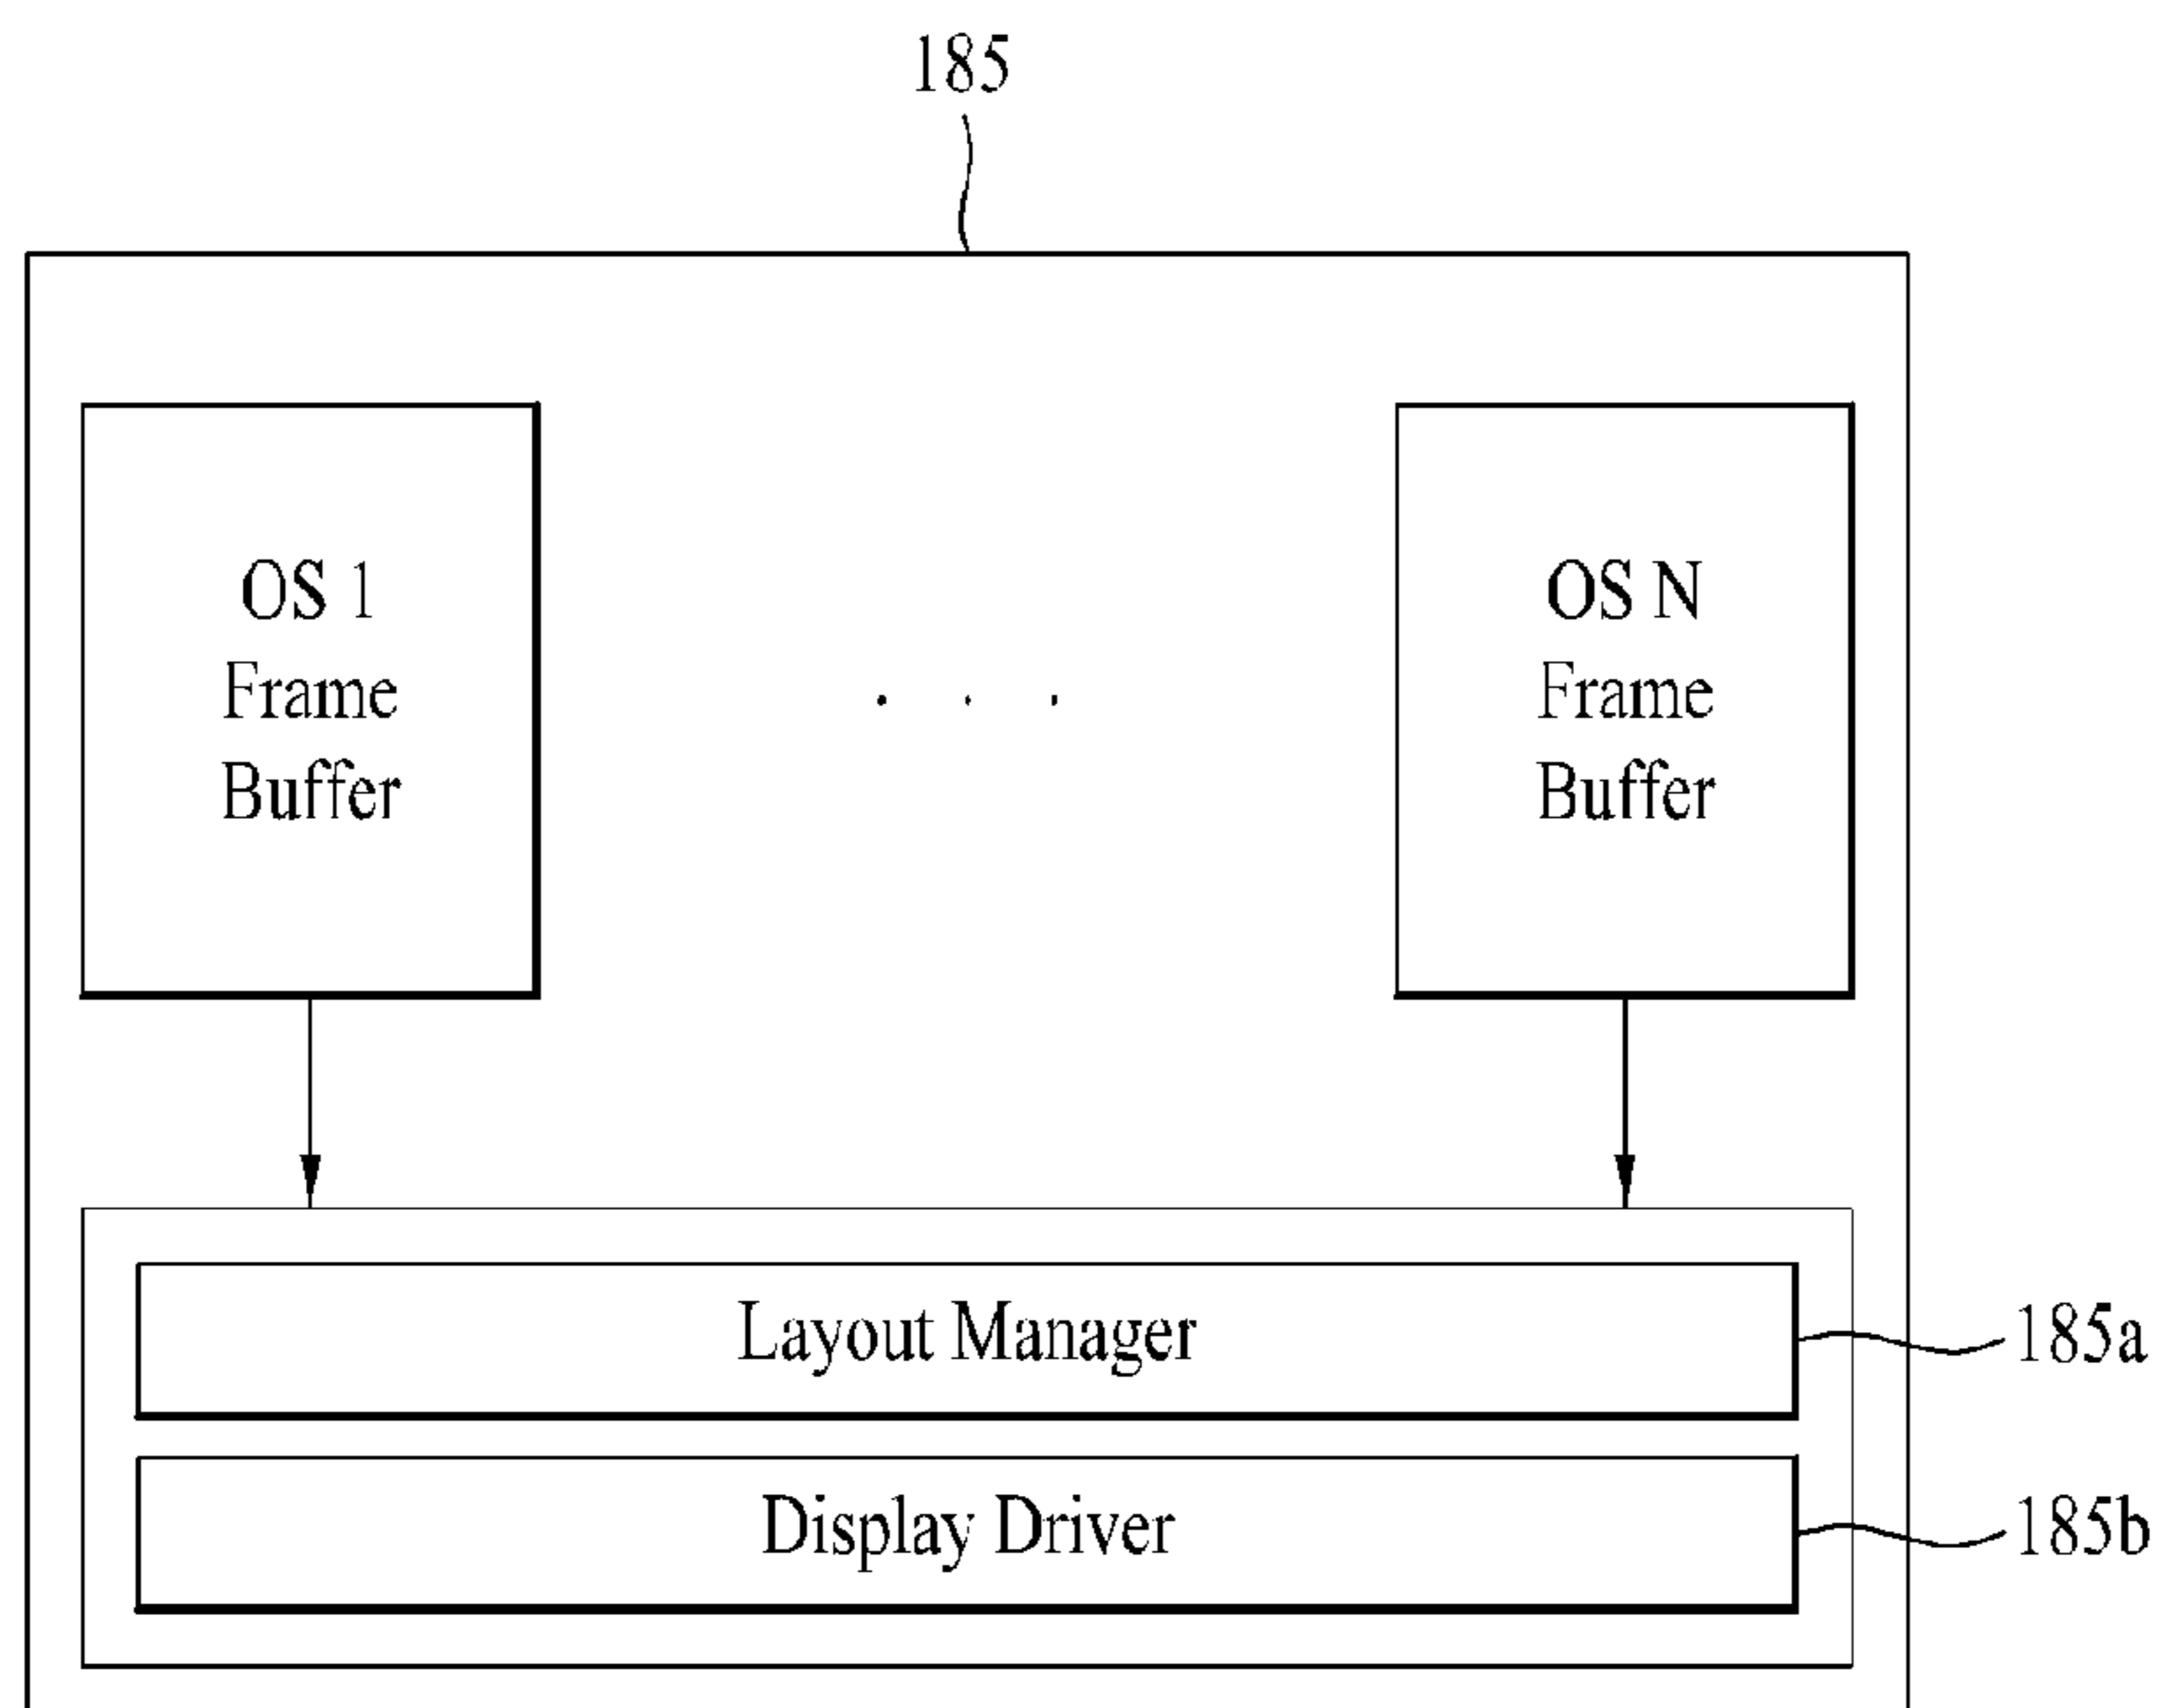 185
OS 1
Frame
Buffer
. . .
OS N
Frame
Buffer
Layout Manager
185a
Display Driver
185b